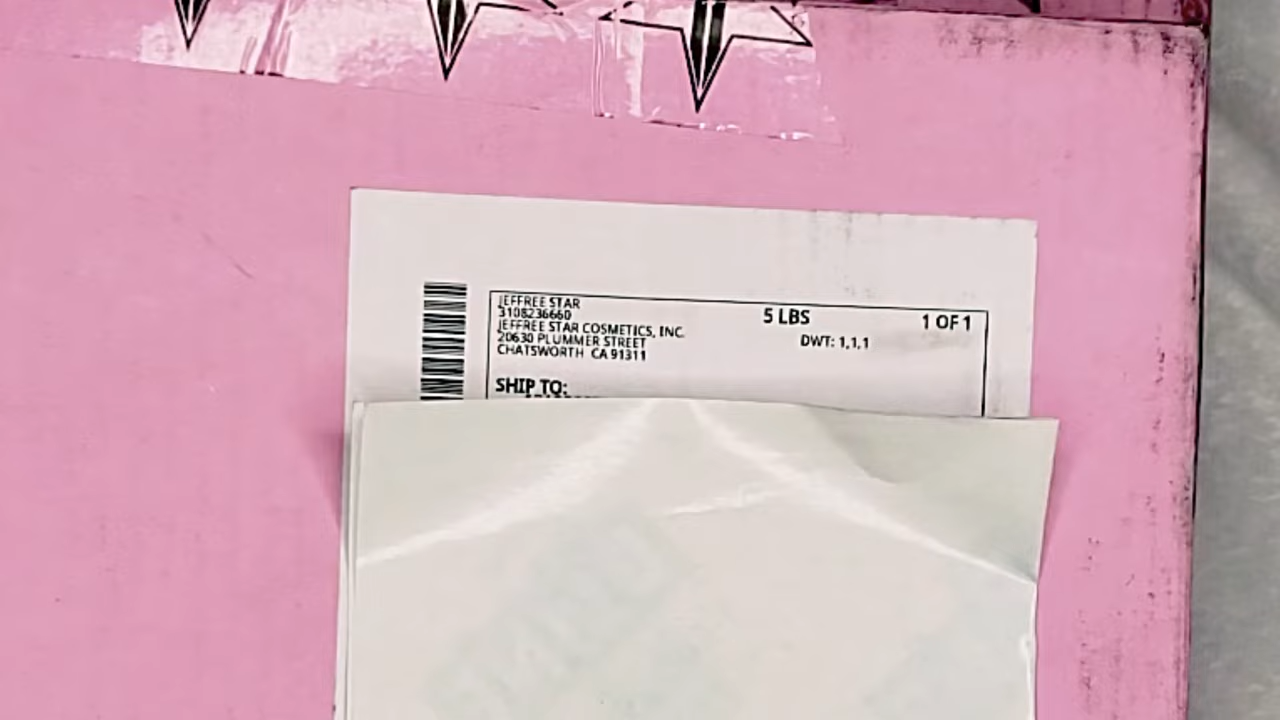 JEFFREE STAR
3108236660
JEFFREE STAR COSMETICS, INC.
20630 PLUMMER STREET
CHATSWORTH CA 91311
5 LBS
1 OF 1
DWT: 1,1,1
SHIP TO: